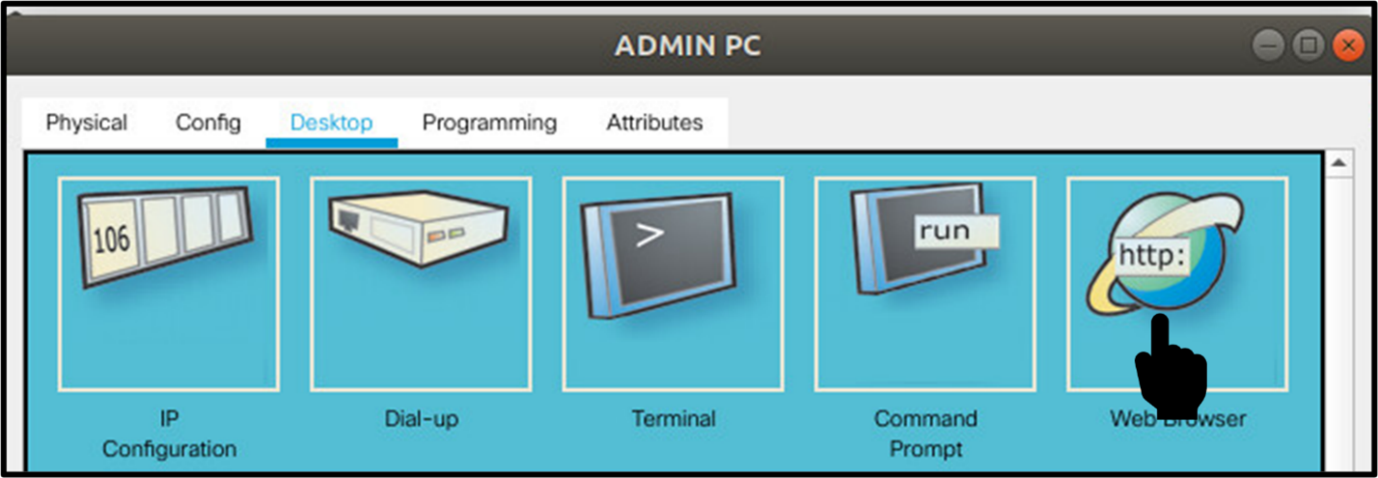 ADMIN PC
Physical Config Desktop Programming Attributes
106
>
run
http:
IP Configuration
Dial-up
Terminal
Command Prompt
Web Browser